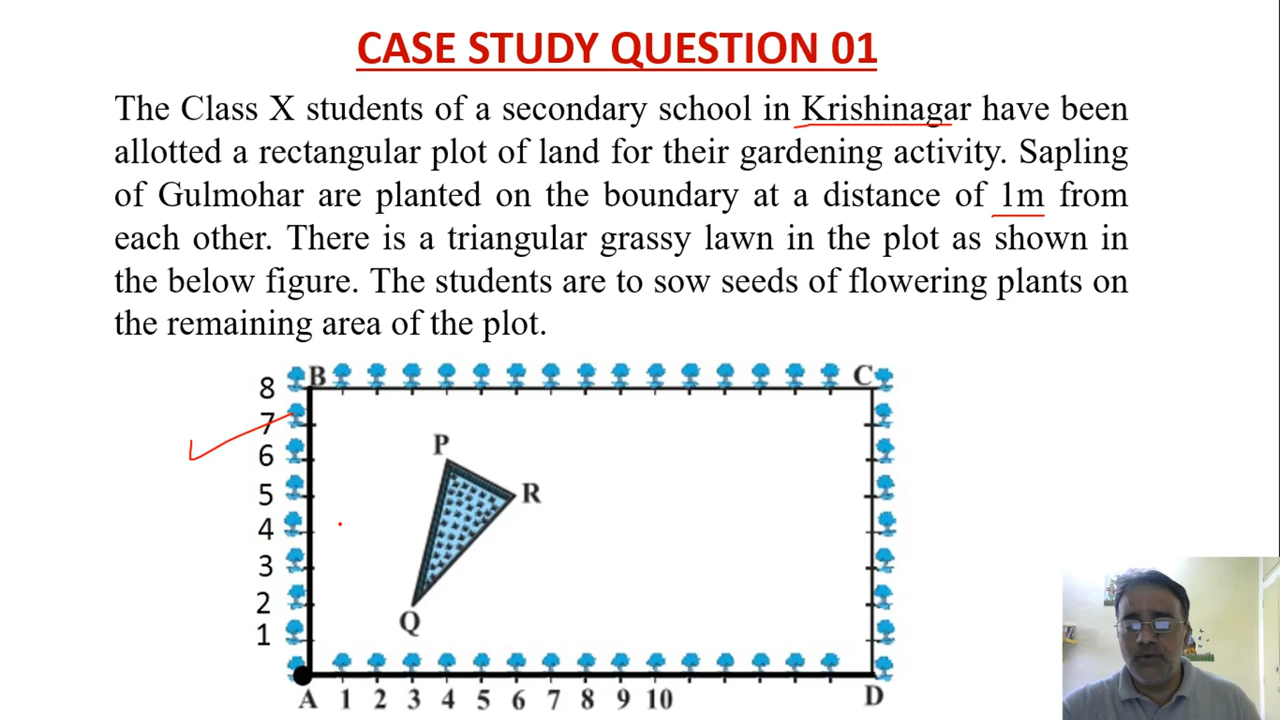 CASE STUDY QUESTION 01
The Class X students of a secondary school in Krishinagar have been
allotted a rectangular plot of land for their gardening activity. Sapling
of Gulmohar are planted on the boundary at a distance of 1m from
each other. There is a triangular grassy lawn in the plot as shown in
the below figure. The students are to sow seeds of flowering plants on
the remaining area of the plot.
B C
8
7
6 P
5 R
4
3
2
Q
1
A 1 2 3 4 5 6 7 8 9 10 D